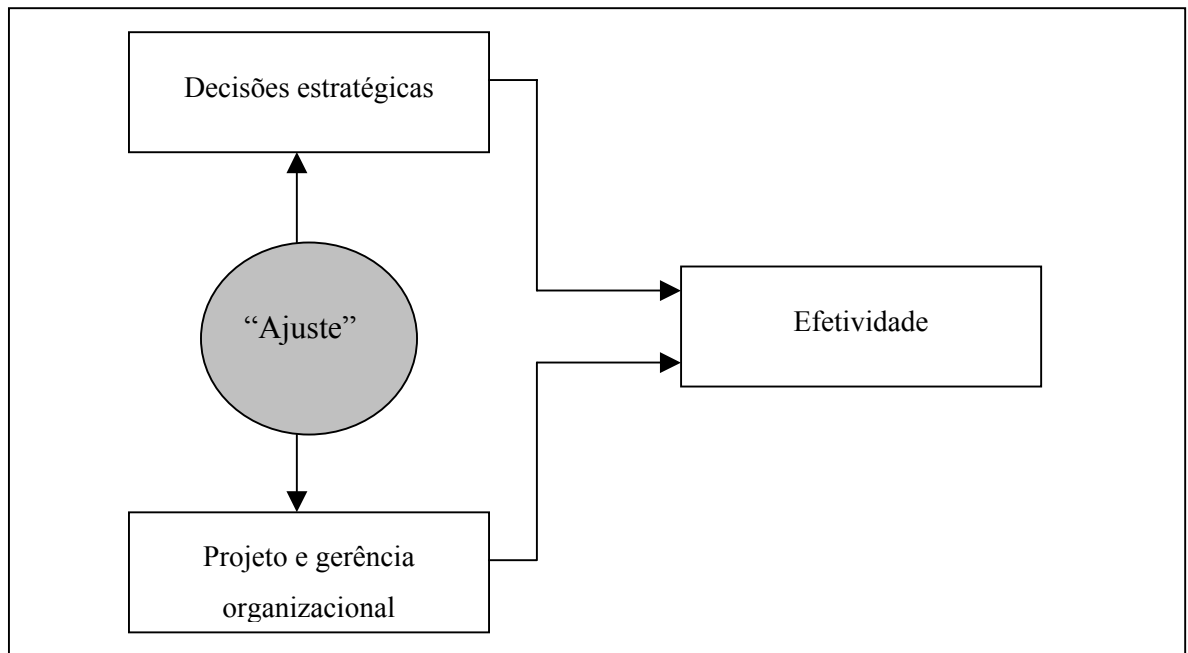 Decisões estratégicas
“Ajuste”
Efetividade
Projeto e gerência
organizacional